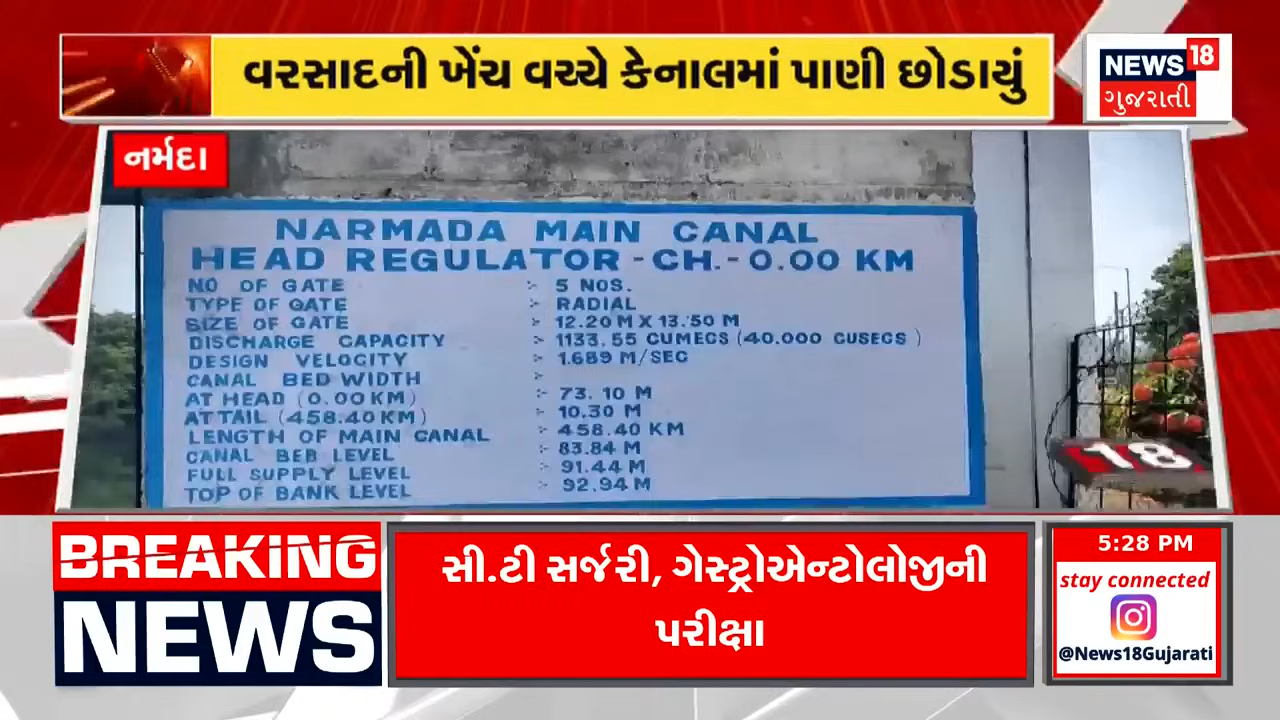 વરસાદની ખેંચ વચ્ચે કેનાલમાં પાણી છોડાયું
NEWS 18
ગુજરાતી
નર્મદા
NARMADA MAIN CANAL
HEAD REGULATOR - CH. - 0.00 KM
NO OF GATE :- 5 NOS.
TYPE OF GATE :- RADIAL
SIZE OF GATE :- 12.20 M X 13.50 M
DISCHARGE CAPACITY :- 1133.55 CUMECS (40.000 CUSECS )
DESIGN VELOCITY :- 1.689 M/SEC
CANAL BED WIDTH :-
AT HEAD (0.00 KM) :- 73.10 M
AT TAIL (458.40 KM) :- 10.30 M
LENGTH OF MAIN CANAL :- 458.40 KM
CANAL BER LEVEL :- 83.84 M
FULL SUPPLY LEVEL :- 91.44 M
TOP OF BANK LEVEL :- 92.94 M
18
BREAKING
NEWS
સી.ટી સર્જરી, ગેસ્ટ્રોએન્ટોલોજીની
પરીક્ષા
5:28 PM
stay connected
@News18Gujarati